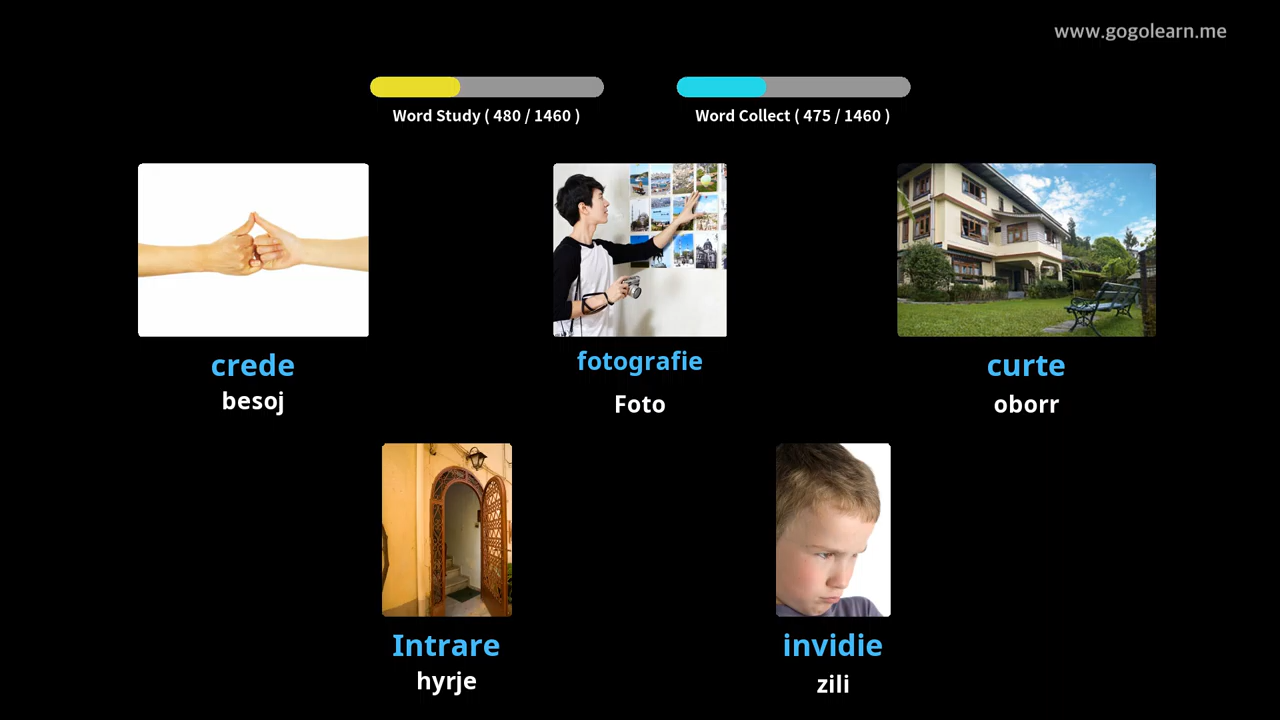 www.gogolearn.me
Word Study ( 480 / 1460 )
Word Collect ( 475 / 1460 )
crede
besoj
fotografie
Foto
curte
oborr
Intrare
hyrje
invidie
zili